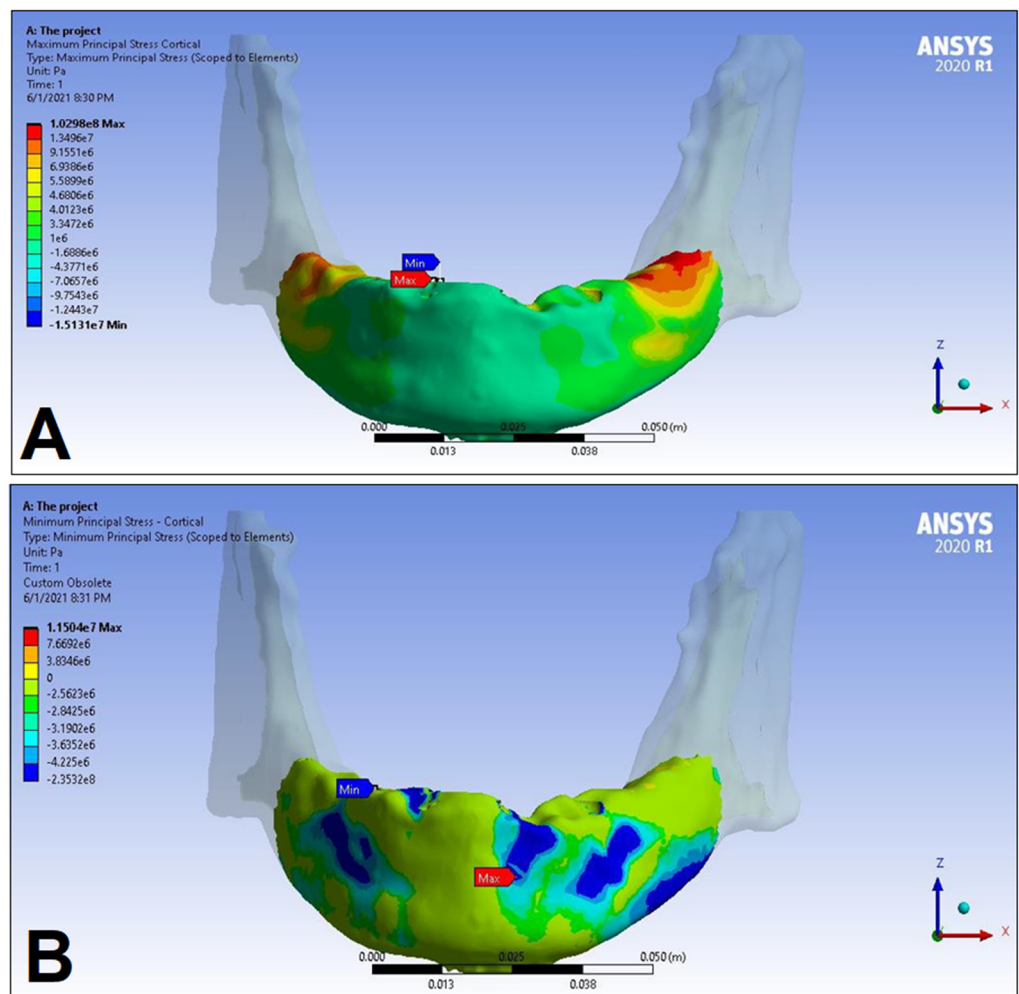 A: The project
Maximum Principal Stress Cortical
Type: Maximum Principal Stress (Scoped to Elements)
Unit: Pa
Time: 1
6/1/2021 8:30 PM
ANSYS
2020 R1
1.0298e8 Max
1.3496e7
9.1551e6
6.9386e6
5.5899e6
4.6806e6
4.0123e6
3.3472e6
1e6
-1.6886e6
-4.3771e6
-7.0657e6
-9.7543e6
-1.2443e7
-1.5131e7 Min
Min
Max
Z
X
0.000 0.025 0.050 (m)
0.013 0.038
A
A: The project
Minimum Principal Stress - Cortical
Type: Minimum Principal Stress (Scoped to Elements)
Unit: Pa
Time: 1
Custom Obsolete
6/1/2021 8:31 PM
ANSYS
2020 R1
1.1504e7 Max
7.6692e6
3.8346e6
0
-2.5623e6
-2.8425e6
-3.1902e6
-3.6352e6
-4.225e6
-2.3532e8
Min
Max
Z
X
0.000 0.025 0.050 (m)
0.013 0.038
B